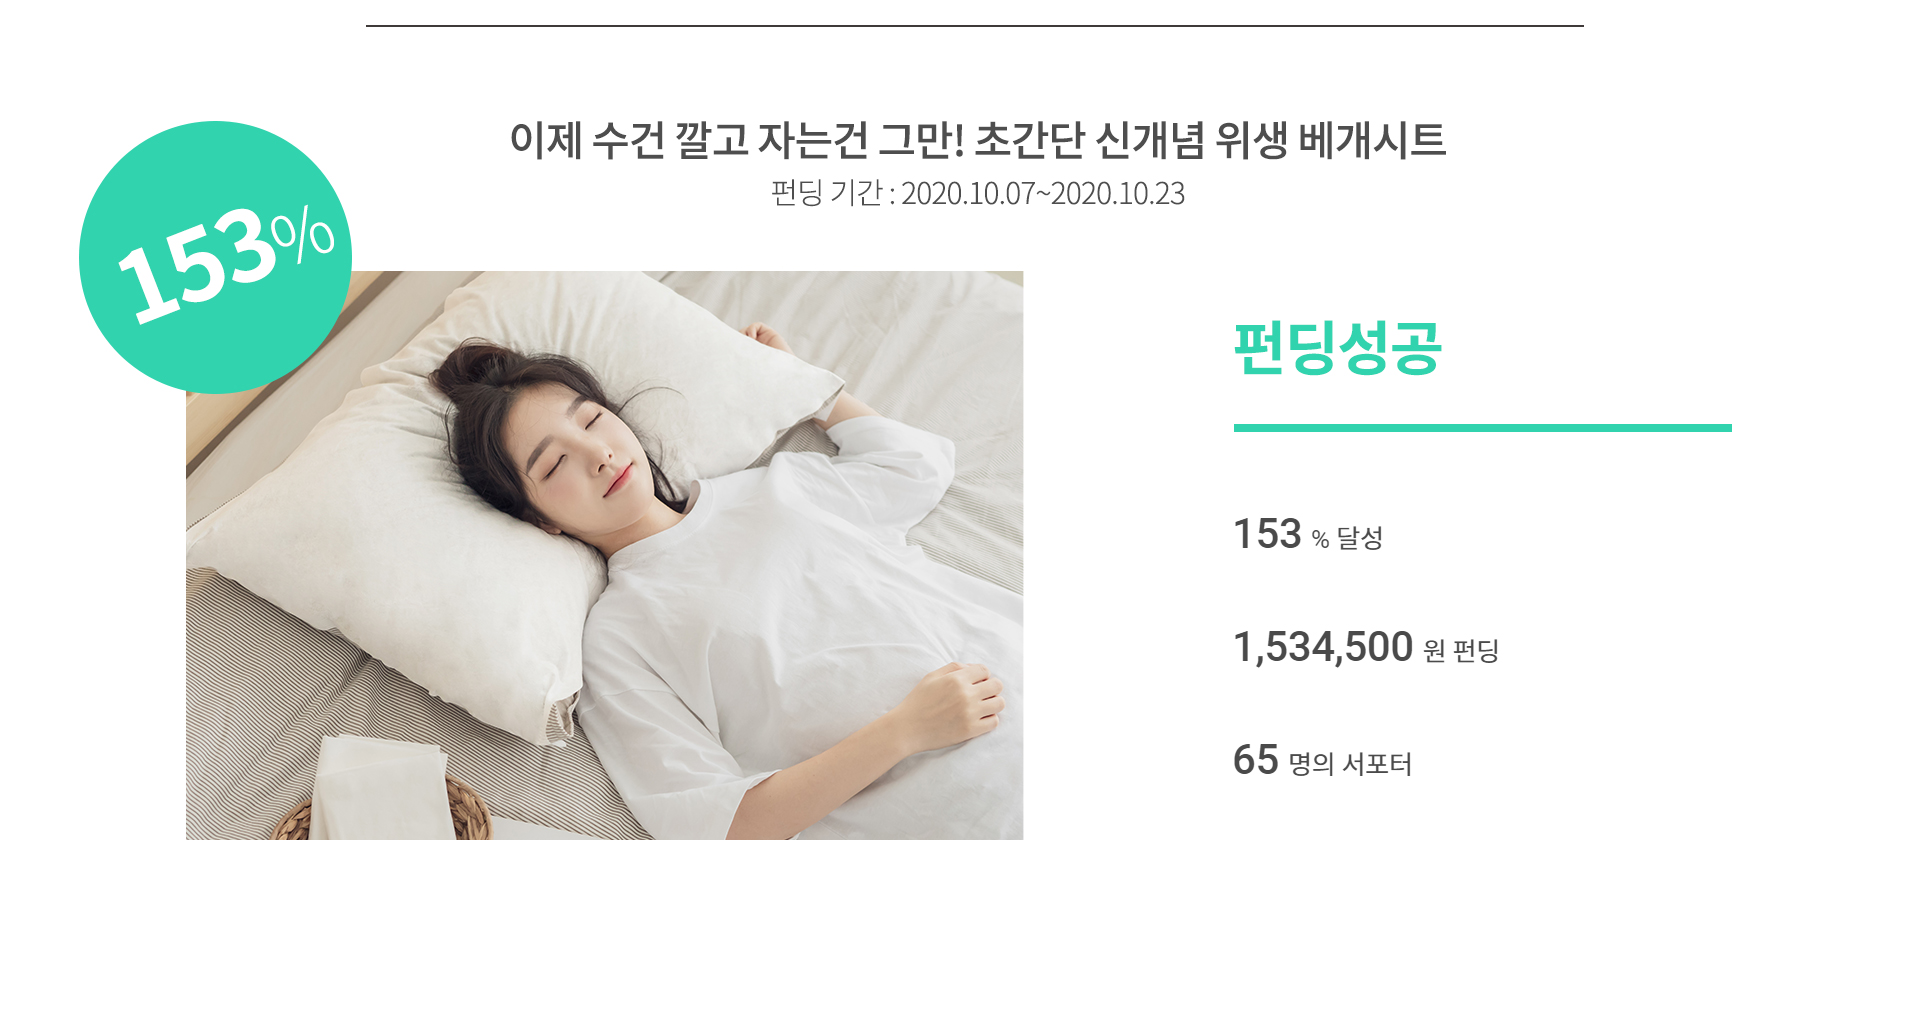 이제 수건 깔고 자는건 그만! 초간단 신개념 위생 베개시트
펀딩 기간 : 2020.10.07~2020.10.23
153%
펀딩성공
153 % 달성
1,534,500 원 펀딩
65 명의 서포터